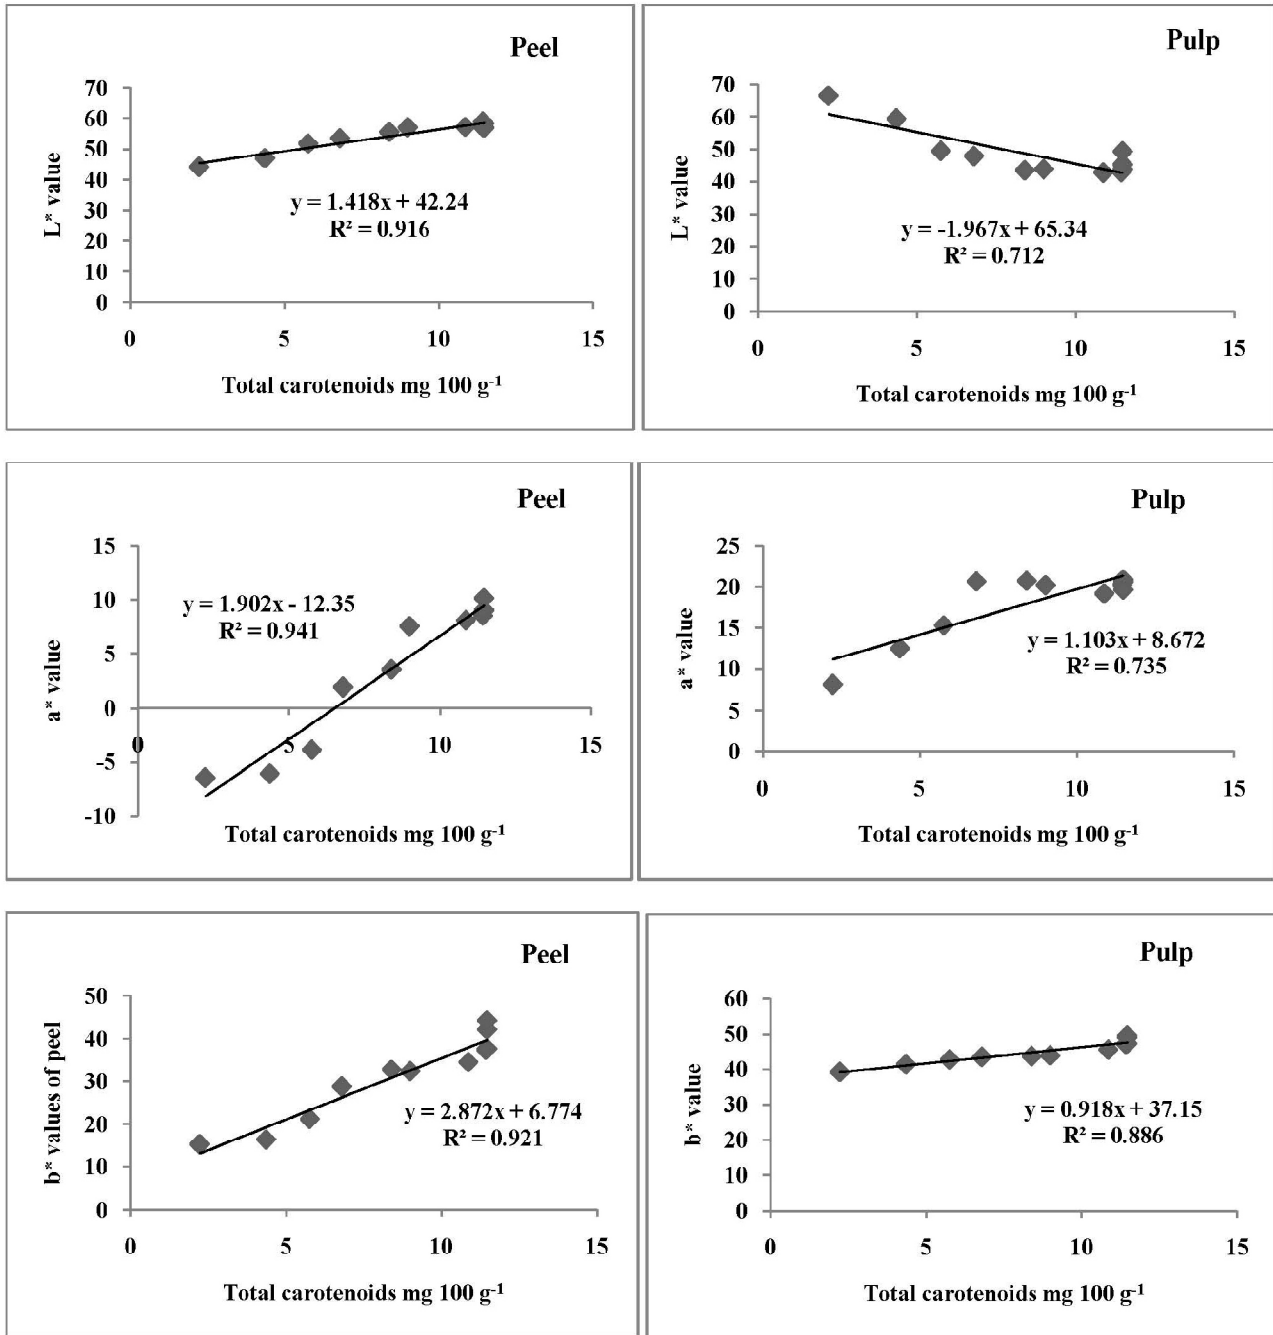 Peel
70
60
50
40
30
20
10
0
L* value
y = 1.418x + 42.24
R² = 0.916
0 5 10 15
Total carotenoids mg 100 g⁻¹
Pulp
70
60
50
40
30
20
10
0
L* value
y = -1.967x + 65.34
R² = 0.712
0 5 10 15
Total carotenoids mg 100 g⁻¹
Peel
15
10
5
0
-5
-10
a* value
y = 1.902x - 12.35
R² = 0.941
0 5 10 15
Total carotenoids mg 100 g⁻¹
Pulp
25
20
15
10
5
0
a* value
y = 1.103x + 8.672
R² = 0.735
0 5 10 15
Total carotenoids mg 100 g⁻¹
Peel
50
40
30
20
10
0
b* values of peel
y = 2.872x + 6.774
R² = 0.921
0 5 10 15
Total carotenoids mg 100 g⁻¹
Pulp
60
50
40
30
20
10
0
b* value
y = 0.918x + 37.15
R² = 0.886
0 5 10 15
Total carotenoids mg 100 g⁻¹